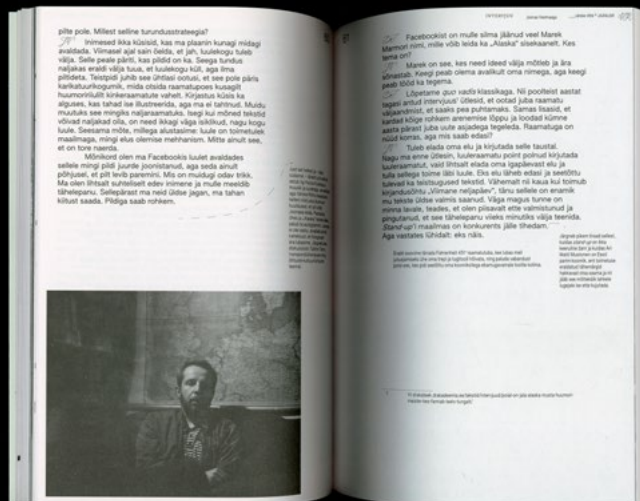 pilte pole. Millest selline turundusstrateegia?
Inimesed ikka küsisid, kas ma plaanin kunagi midagi
avaldada. Viimasel ajal sain öelda, et jah, luulekogu tuleb
välja. Selle peale päriti, kas pildid on ka. Seega tundus
naljakas eraldi välja tuua, et luulekogu küll, aga ilma
piltideta. Teistpidi juhib see ühtlasi ootusi, et see pole päris
karikatuurikogumik, mida otsida raamatupoes kusagilt
huumoririiulilt kinkeraamatute vahelt. Kirjastus küsis ka
alguses, kas tahad ise illustreerida, aga ma ei tahtnud. Muidu
muutuks see mingiks naljaraamatuks. Isegi kui mõned tekstid
võivad naljakad olla, on need ikkagi väga isiklikud, nagu kogu
luule. Seesama mõte, millega alustasime: luule on toimetulek
maailmaga, mingi elus olemise mehhanism. Mitte ainult see,
et on tore naerda.
Mõnikord olen ma Facebookis luulet avaldades
sellele mingi pildi juurde joonistanud, aga seda ainult
põhjusel, et pilt levib paremini. Mis on muidugi odav trikk.
Ma olen lihtsalt suhteliselt edev inimene ja mulle meeldib
tähelepanu. Sellepärast ma neid üldse jagan, ma tahan
kiitust saada. Pildiga saab rohkem.
61
INTERVJUU
Facebookist on mulle silma jäänud veel Marek
Marmori nimi, mille võib leida ka „Alaska" sisekaanelt. Kes
tema on?
Marek on see, kes need ideed välja mõtleb ja ära
sõnastab. Keegi peab olema avalikult oma nimega, aga keegi
peab tööd ka tegema.
Lõpetame quo vadis klassikaga. Nii poolteist aastat
tagasi antud intervjuus¹ ütlesid, et ootad juba raamatu
väljaandmist, et saaks pea puhtamaks. Samas lisasid, et
kardad kõige rohkem arenemise lõppu ja loodad kümne
aasta pärast juba uute asjadega tegeleda. Raamatuga on
nüüd korras, aga mis saab edasi?
Tuleb elada oma elu ja kirjutada selle taustal.
Nagu ma enne ütlesin, luuleraamatu point polnud kirjutada
luuleraamatut, vaid lihtsalt elada oma igapäevast elu ja
tulla sellega toime läbi luule. Eks elu läheb edasi ja seetõttu
tulevad ka teistsugused tekstid. Vähemalt nii kaua kui toimub
kirjandusõhtu „Viimane neljapäev", tänu sellele on enamik
mu tekste üldse valmis saanud. Väga magus tunne on
minna lavale, teades, et olen piisavalt ette valmistunud ja
pingutanud, et see tähelepanu viieks minutiks välja teenida.
Stand up'i maailmas on konkurents jälle tihedam.
Aga vastates lühidalt: eks näis.